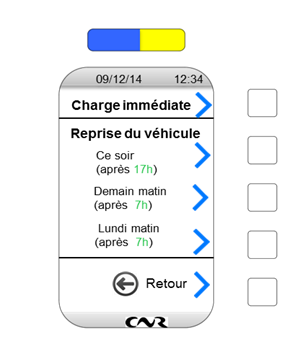 09/12/14 12:34
Charge immédiate
Reprise du véhicule
Ce soir
(après 17h)
Demain matin
(après 7h)
Lundi matin
(après 7h)
Retour
CNR